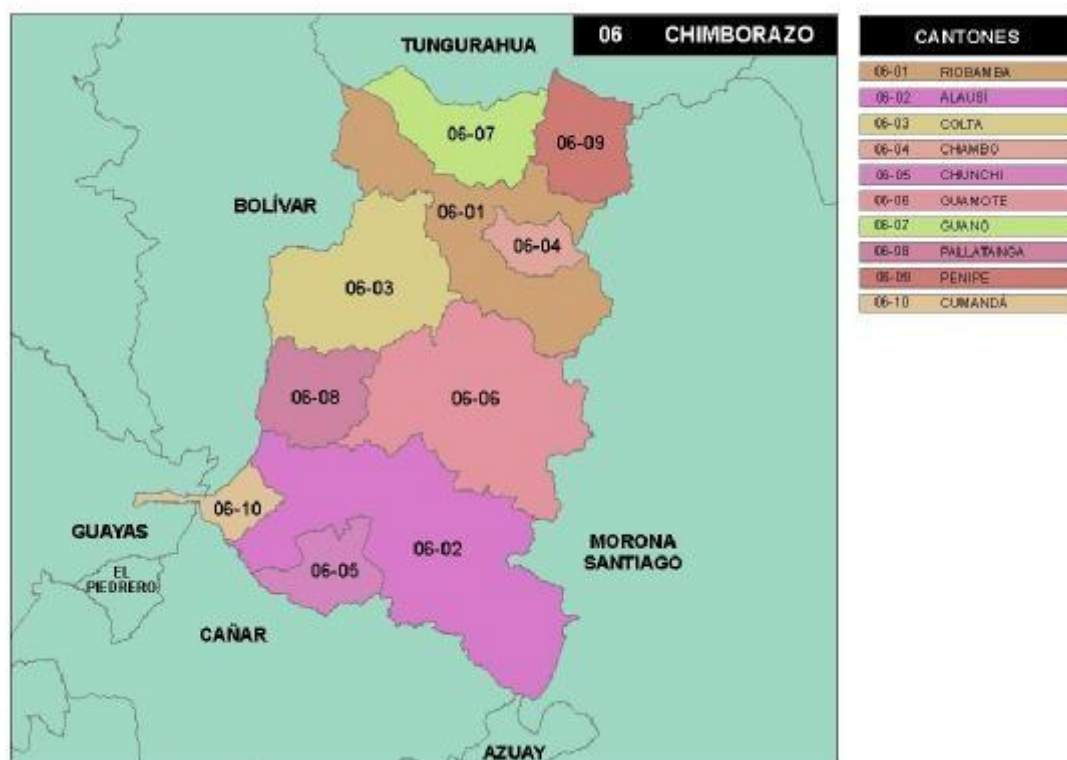 06 CHIMBORAZO
TUNGURAHUA
06-07
06-09
BOLÍVAR
06-01
06-04
06-03
06-08
06-06
06-10
GUAYAS
06-02
MORONA
SANTIAGO
EL
PIEDRERO
06-05
CAÑAR
AZUAY
CANTONES
06-01 RIOBAMBA
06-02 ALAUSÍ
06-03 COLTA
06-04 CHAMBO
06-05 CHUNCHI
06-06 GUAMOTE
06-07 GUANO
06-08 PALLATANGA
06-09 PENIPE
06-10 CUMANDÁ